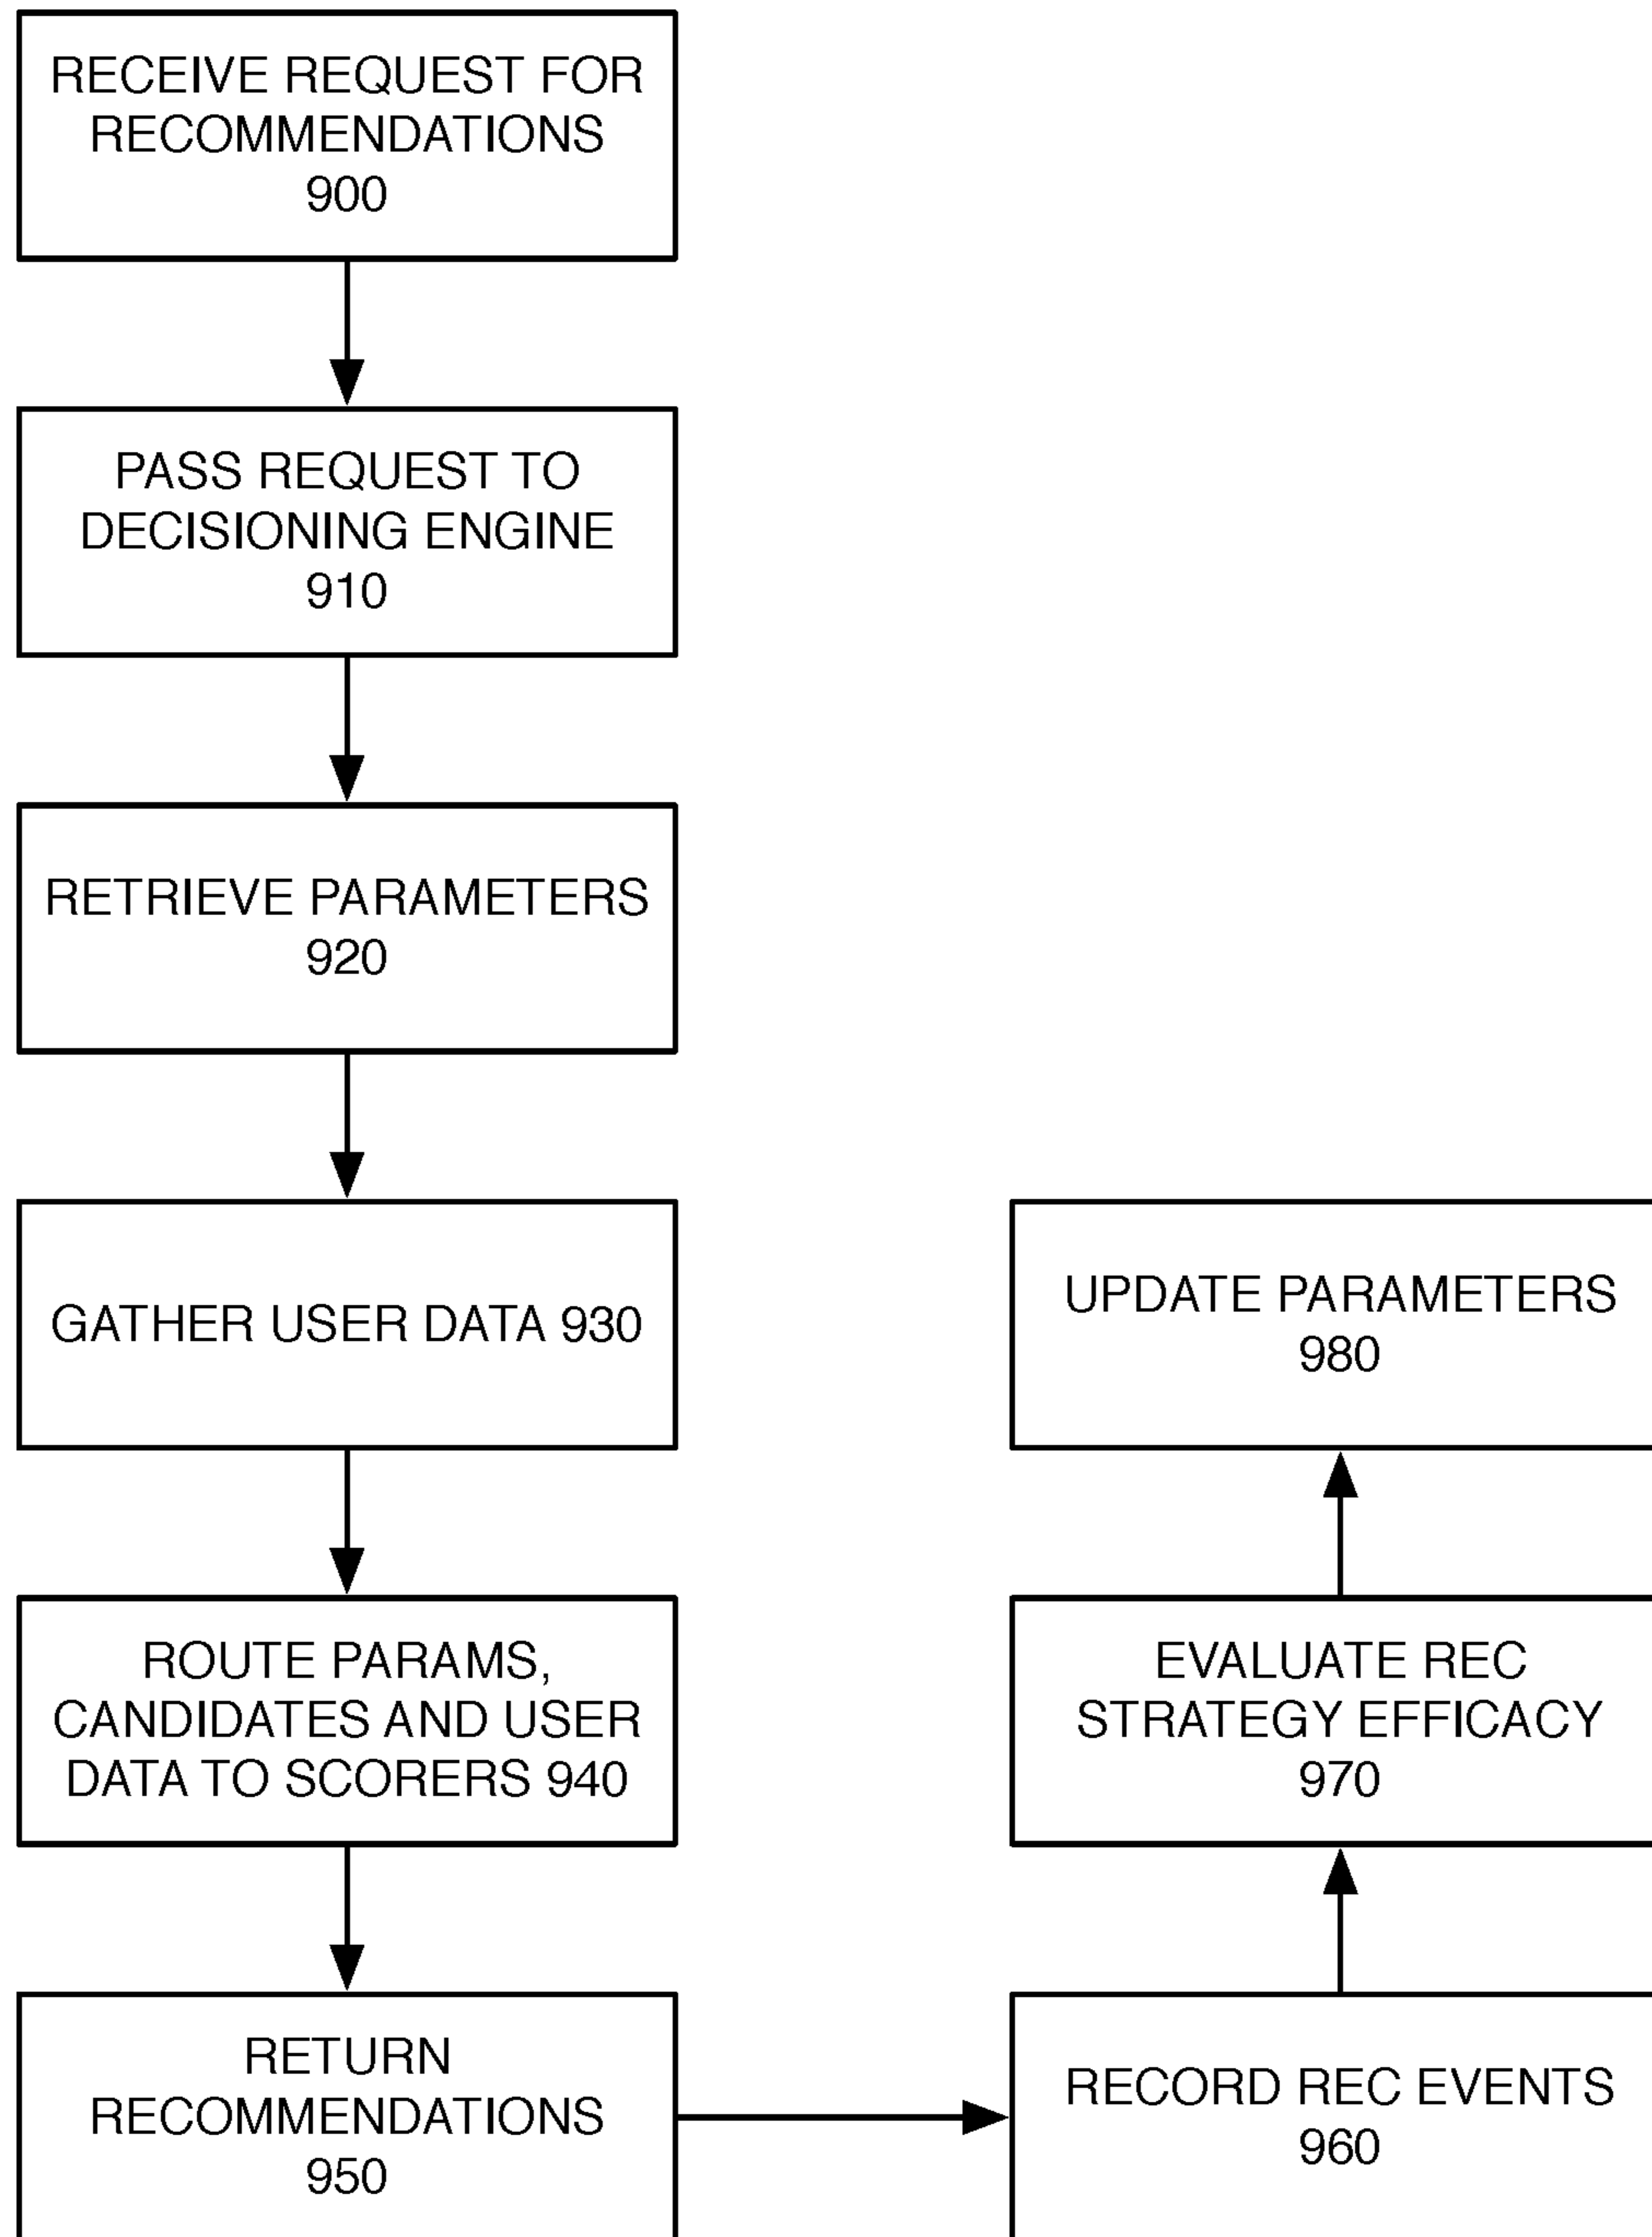 RECEIVE REQUEST FOR
RECOMMENDATIONS
900
PASS REQUEST TO
DECISIONING ENGINE
910
RETRIEVE PARAMETERS
920
GATHER USER DATA 930
ROUTE PARAMS,
CANDIDATES AND USER
DATA TO SCORERS 940
RETURN
RECOMMENDATIONS
950
RECORD REC EVENTS
960
EVALUATE REC
STRATEGY EFFICACY
970
UPDATE PARAMETERS
980